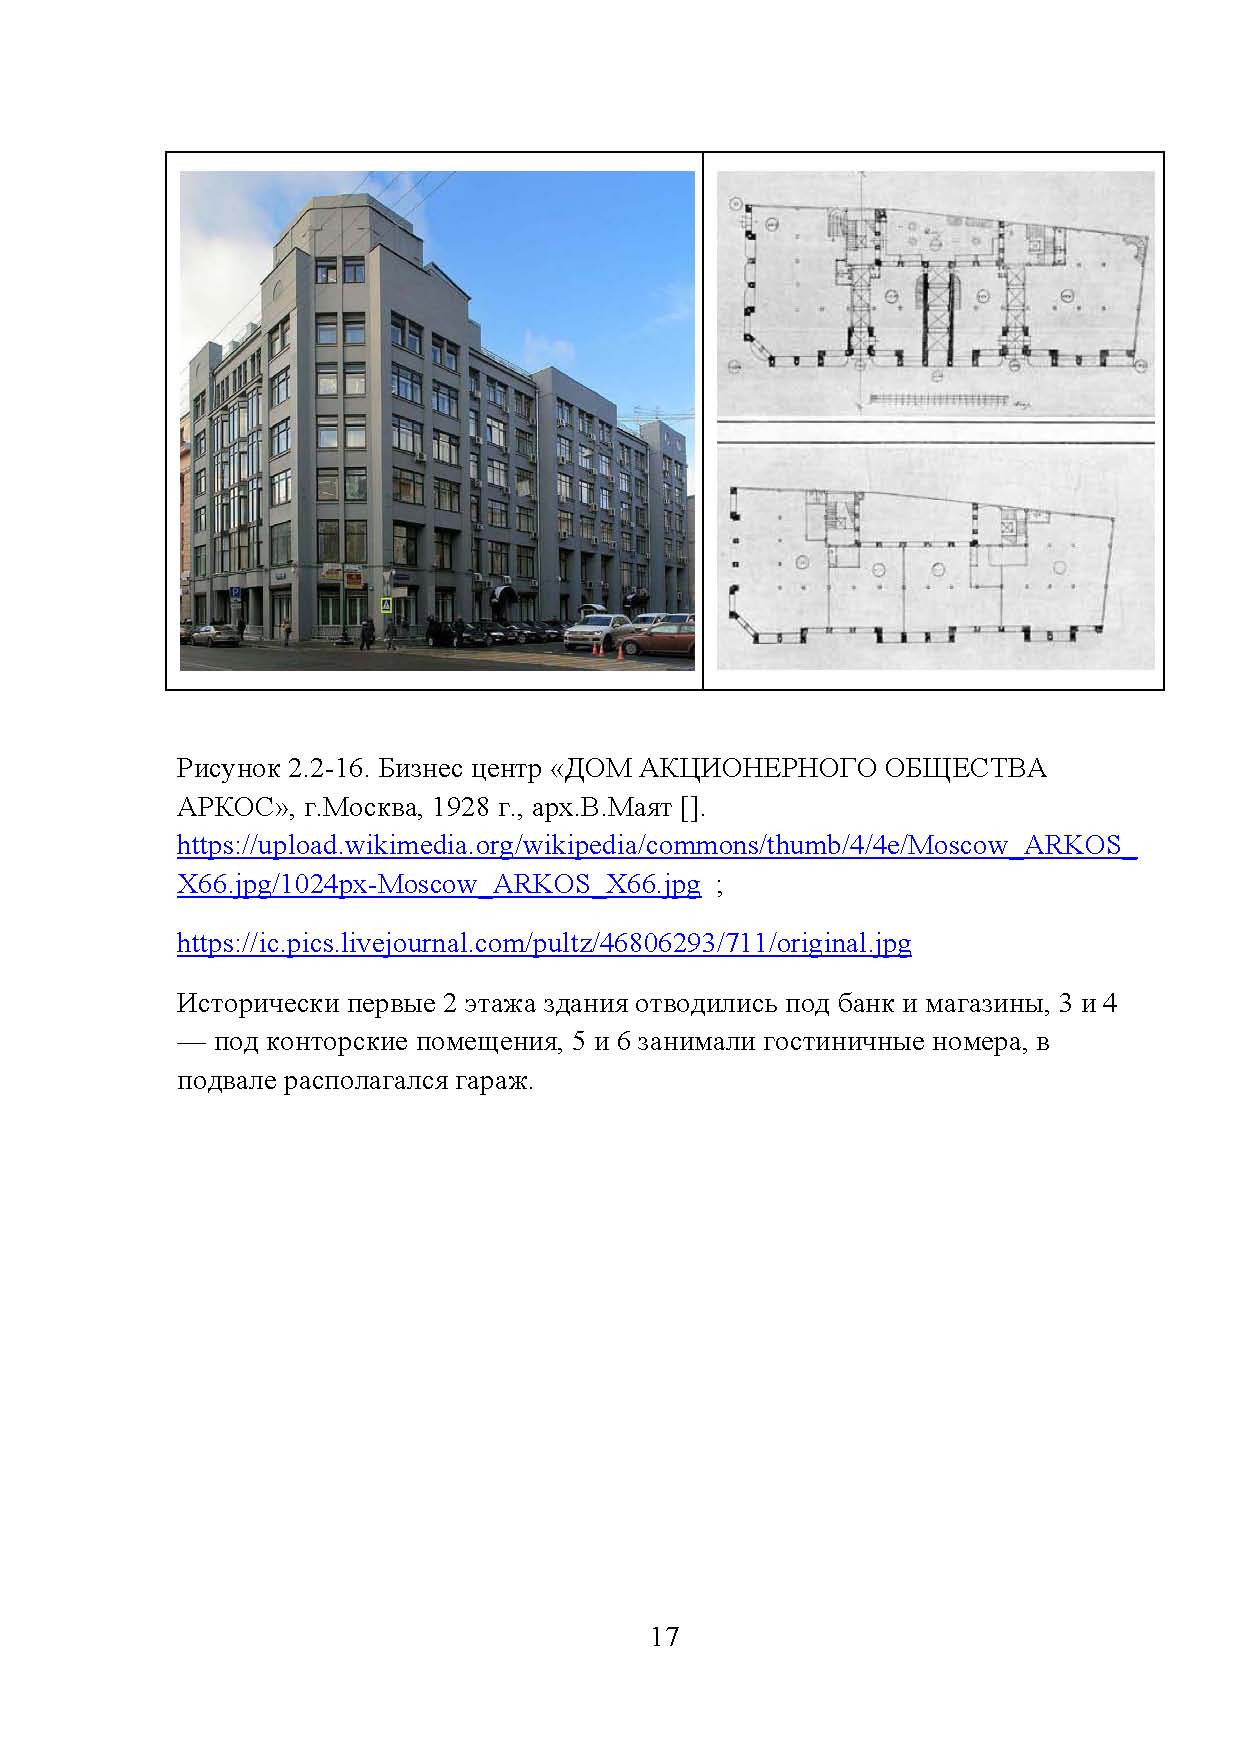 Рисунок 2.2-16. Бизнес центр «ДОМ АКЦИОНЕРНОГО ОБЩЕСТВА
АРКОС», г.Москва, 1928 г., арх.В.Маят [].
https://upload.wikimedia.org/wikipedia/commons/thumb/4/4e/Moscow_ARKOS_
X66.jpg/1024px-Moscow_ARKOS_X66.jpg ;
https://ic.pics.livejournal.com/pultz/46806293/711/original.jpg
Исторически первые 2 этажа здания отводились под банк и магазины, 3 и 4
— под конторские помещения, 5 и 6 занимали гостиничные номера, в
подвале располагался гараж.
17